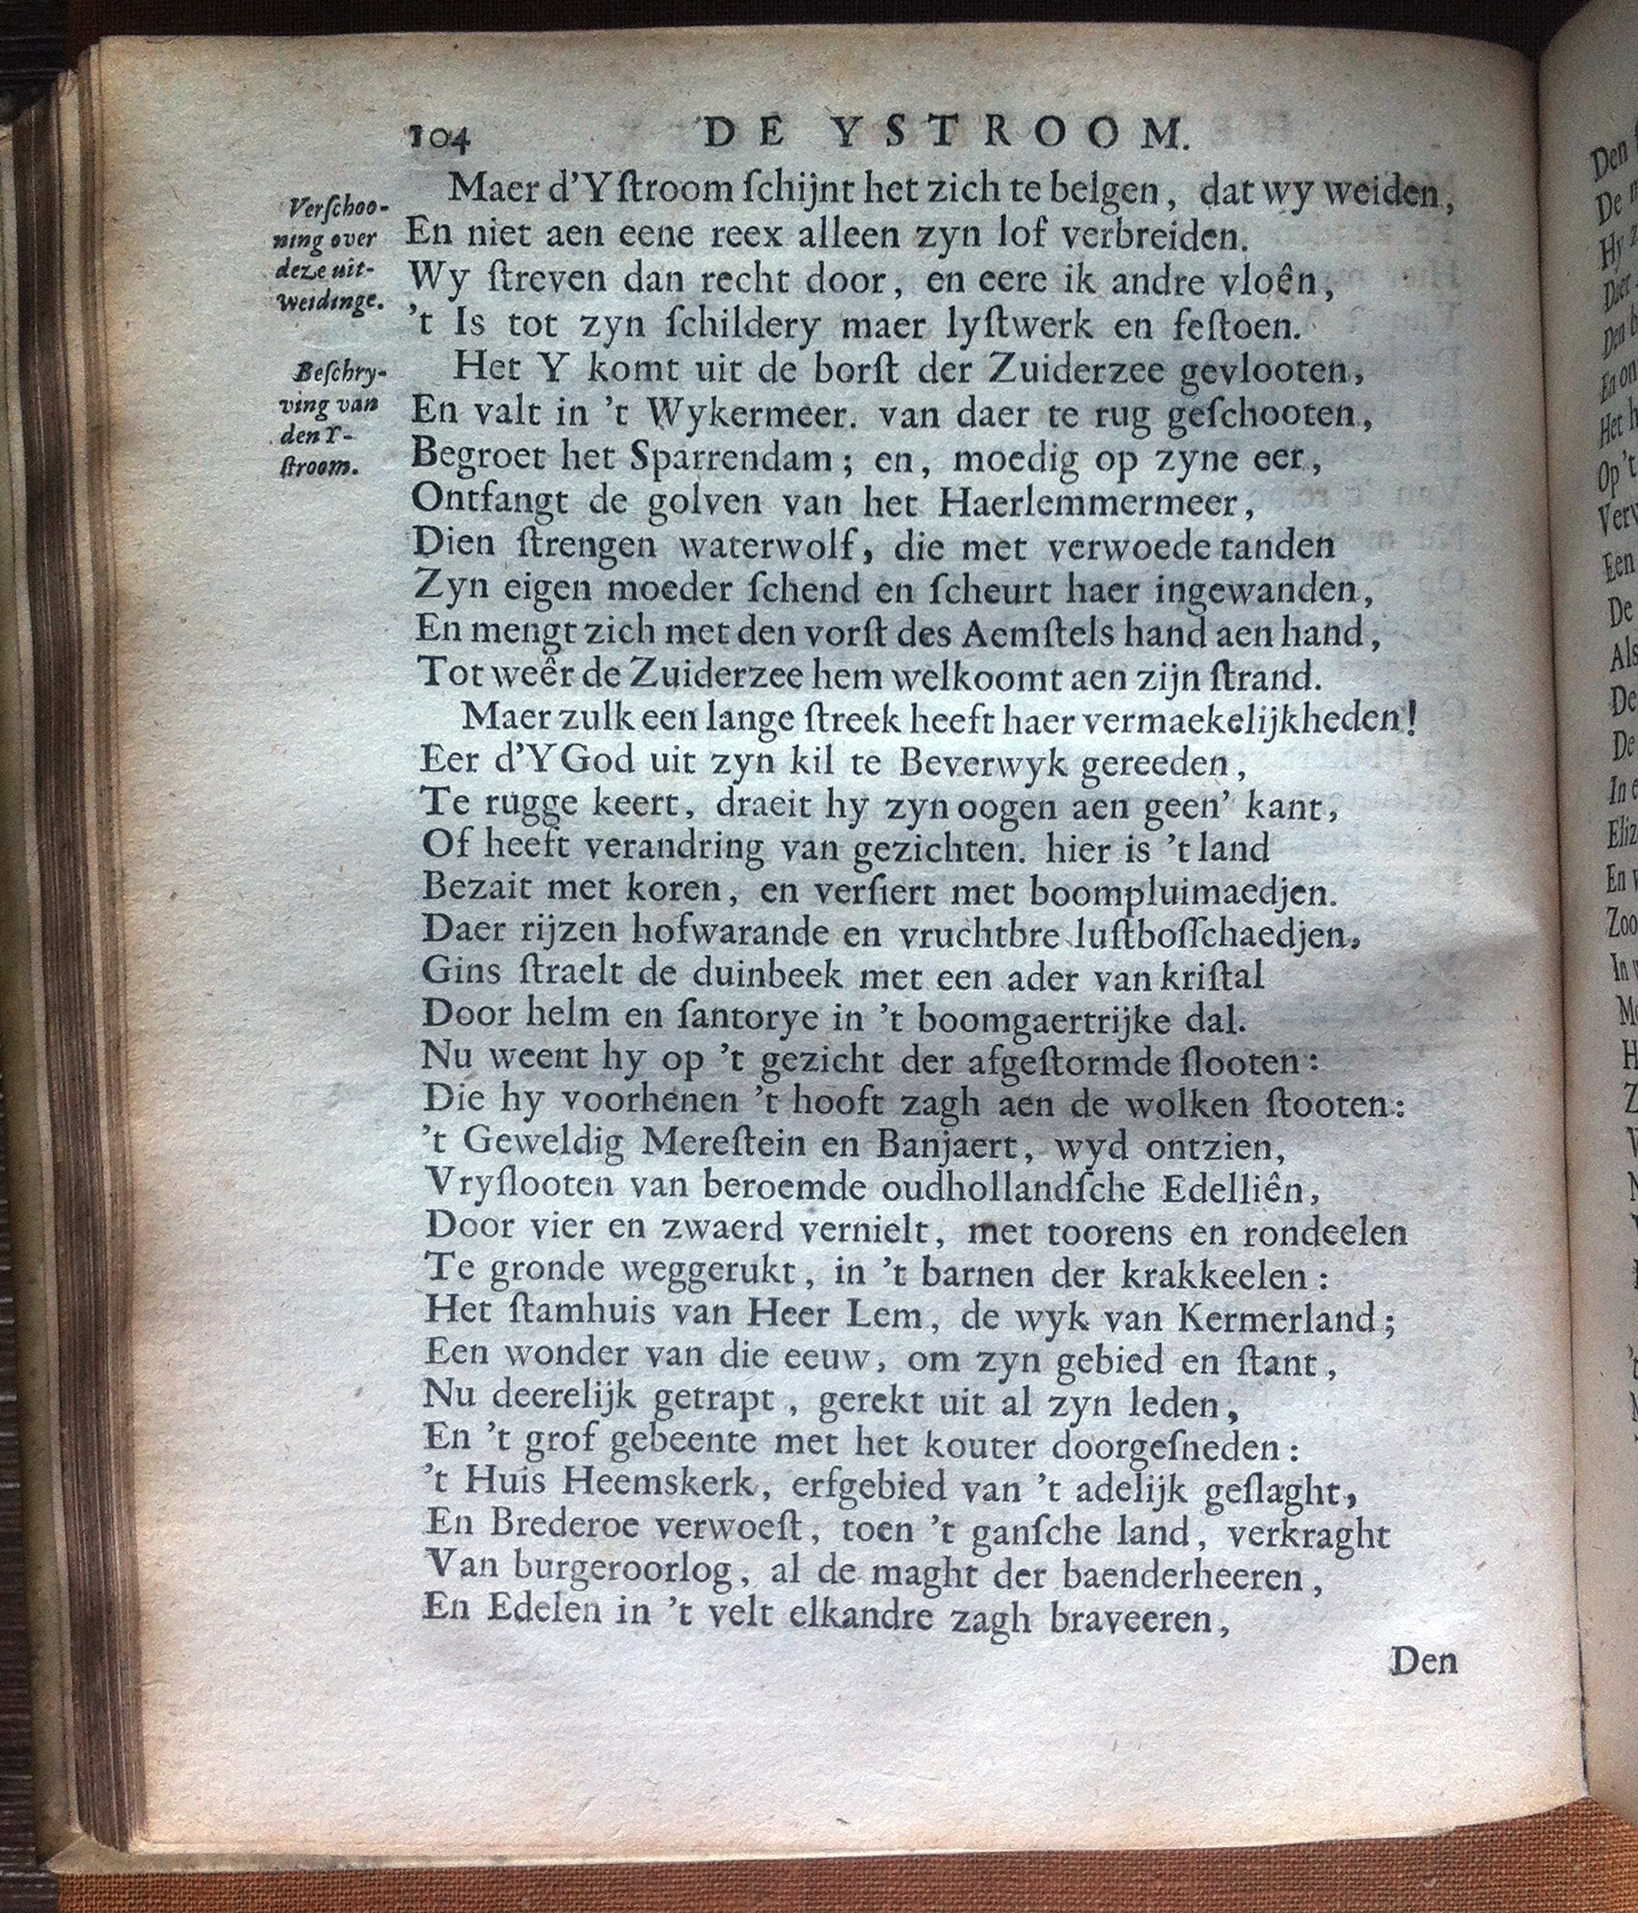 104 DE YSTROOM.
Verſchoo-
ning over
deze uit-
weidinge.
Maer d'Yſtroom ſchijnt het zich te belgen, dat wy weiden,
En niet aen eene reex alleen zyn lof verbreiden.
Wy ſtreven dan recht door, en eere ik andre vloên,
't Is tot zyn ſchildery maer lyſtwerk en feſtoen.
Beſchry-
ving van
den Y-
ſtroom.
Het Y komt uit de borſt der Zuiderzee gevlooten,
En valt in 't Wykermeer. van daer te rug geſchooten,
Begroet het Sparrendam; en, moedig op zyne eer,
Ontfangt de golven van het Haerlemmermeer,
Dien ſtrengen waterwolf, die met verwoede tanden
Zyn eigen moeder ſchend en ſcheurt haer ingewanden,
En mengt zich met den vorſt des Aemſtels hand aen hand,
Tot weêr de Zuiderzee hem welkoomt aen zijn ſtrand.
Maer zulk een lange ſtreek heeft haer vermaekelijkheden!
Eer d'Y God uit zyn kil te Beverwyk gereeden,
Te rugge keert, draeit hy zyn oogen aen geen' kant,
Of heeft verandring van gezichten. hier is 't land
Bezait met koren, en verſiert met boompluimaedjen.
Daer rijzen hofwarande en vruchtbre luſtboſſchaedjen,
Gins ſtraelt de duinbeek met een ader van kriſtal
Door helm en ſantorye in 't boomgaertrijke dal.
Nu weent hy op 't gezicht der afgeſtormde ſlooten:
Die hy voorhenen 't hooft zagh aen de wolken ſtooten:
't Geweldig Mereſtein en Banjaert, wyd ontzien,
Vryſlooten van beroemde oudhollandſche Edelliên,
Door vier en zwaerd vernielt, met toorens en rondeelen
Te gronde weggerukt, in 't barnen der krakkeelen:
Het ſtamhuis van Heer Lem, de wyk van Kermerland;
Een wonder van die eeuw, om zyn gebied en ſtant,
Nu deerelijk getrapt, gerekt uit al zyn leden,
En 't grof gebeente met het kouter doorgeſneden:
't Huis Heemskerk, erfgebied van 't adelijk geſlaght,
En Brederoe verwoeſt, toen 't ganſche land, verkraght
Van burgeroorlog, al de maght der baenderheeren,
En Edelen in 't velt elkandre zagh braveeren,
Den